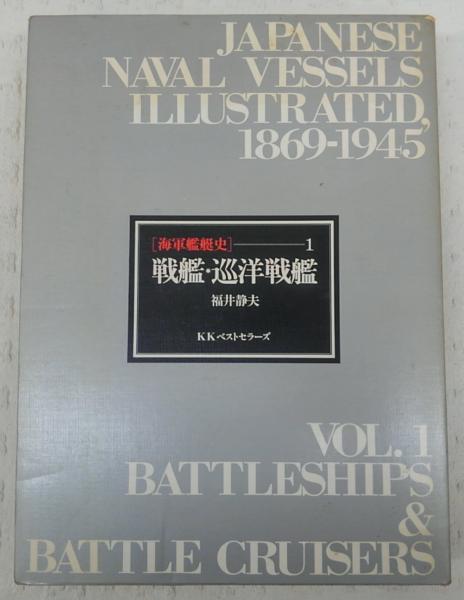 JAPANESE
NAVAL VESSELS
ILLUSTRATED,
1869-1945
[海軍艦艇史]――1
戦艦・巡洋戦艦
福井静夫
KKベストセラーズ
VOL. 1
BATTLESHIPS
&
BATTLE CRUISERS